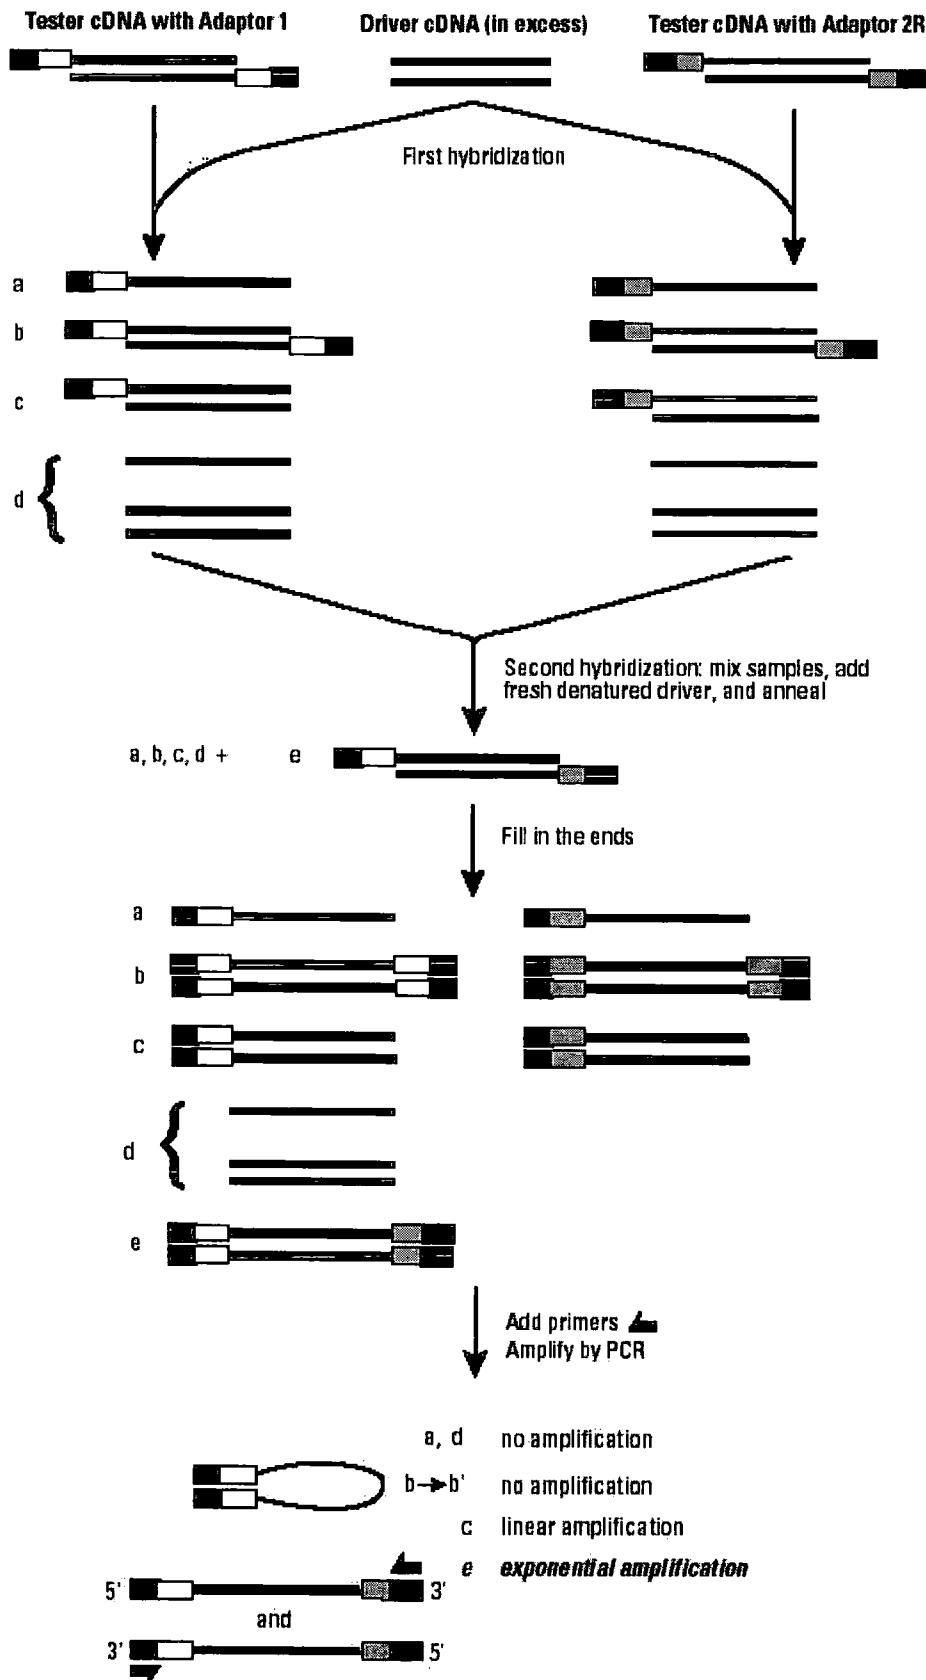 Tester cDNA with Adaptor 1 Driver cDNA (in excess) Tester cDNA with Adaptor 2R
First hybridization
a
b
c
d
Second hybridization: mix samples, add
fresh denatured driver, and anneal
a, b, c, d + e
Fill in the ends
a
b
c
d
e
Add primers
Amplify by PCR
a, d no amplification
b→b' no amplification
c linear amplification
e exponential amplification
5' 3'
and
3' 5'